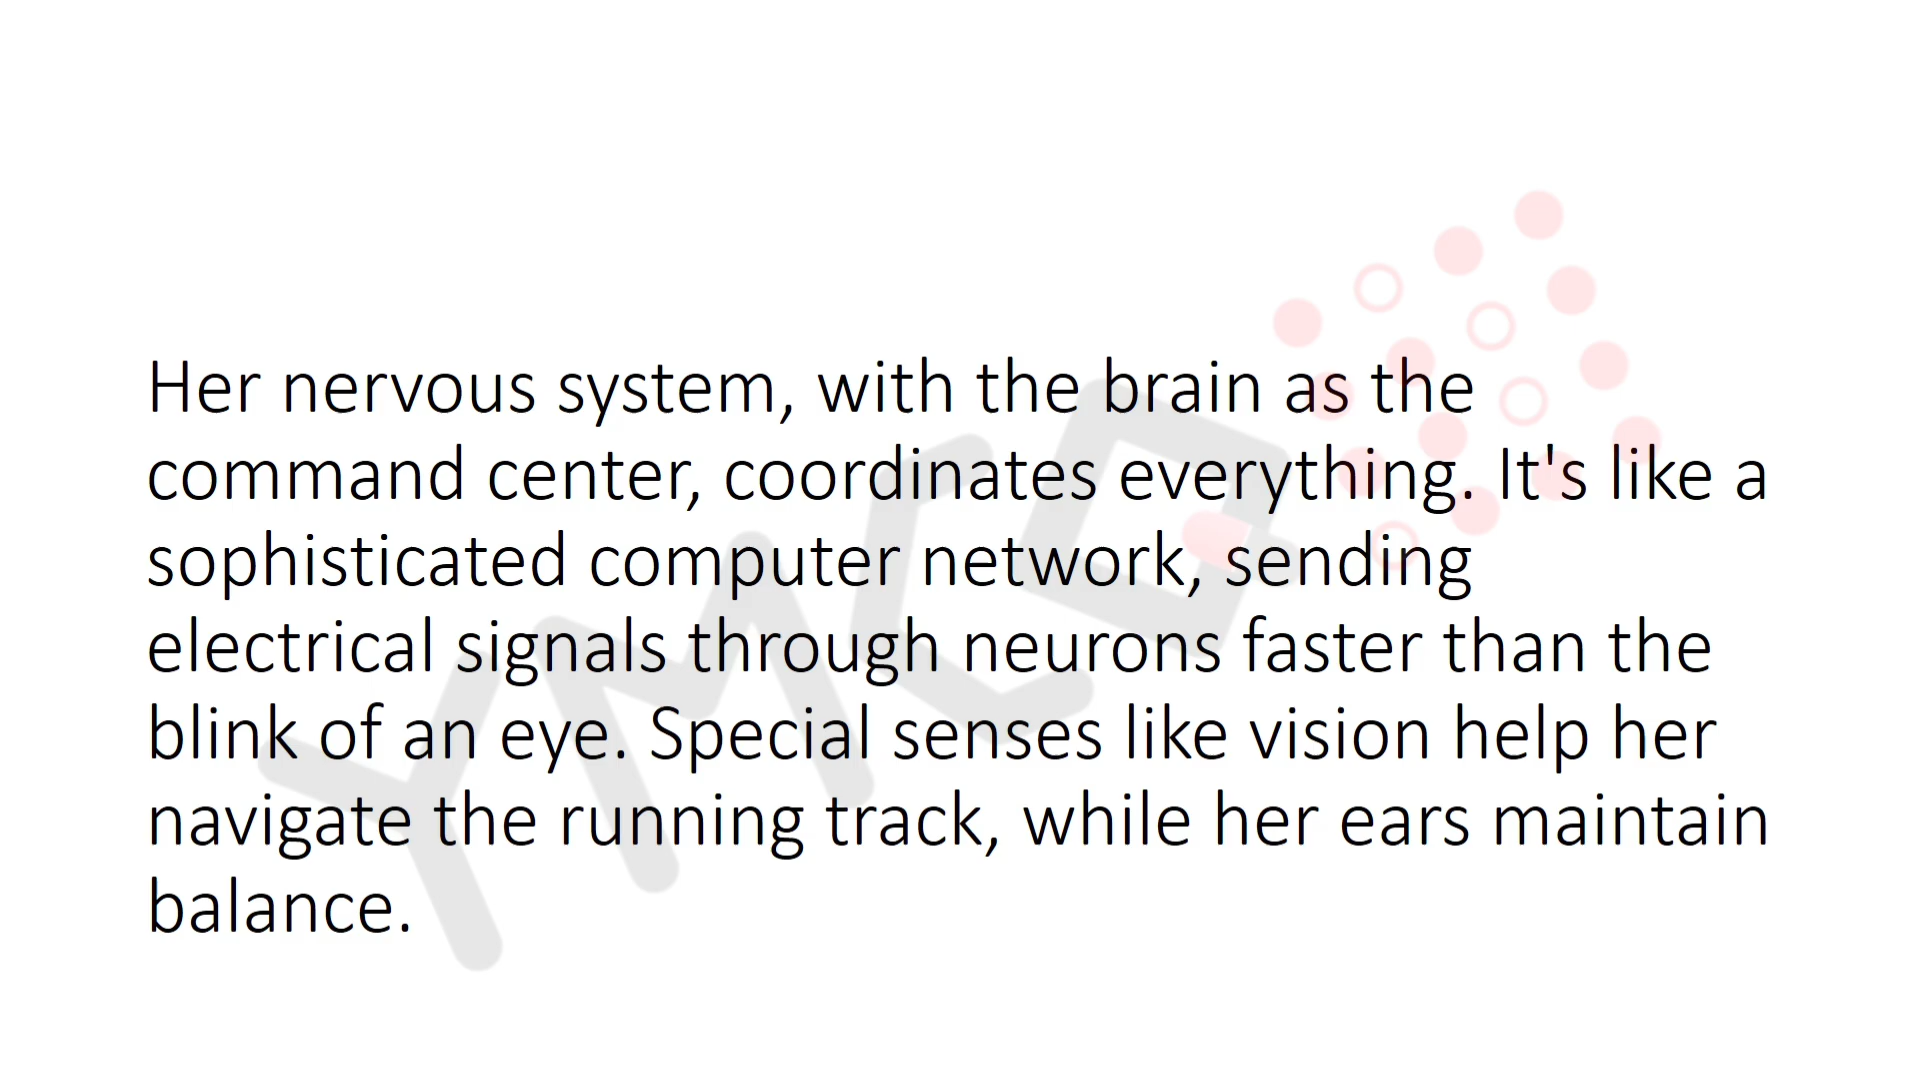 Her nervous system, with the brain as the
command center, coordinates everything. It's like a
sophisticated computer network, sending
electrical signals through neurons faster than the
blink of an eye. Special senses like vision help her
navigate the running track, while her ears maintain
balance.
YMCQ